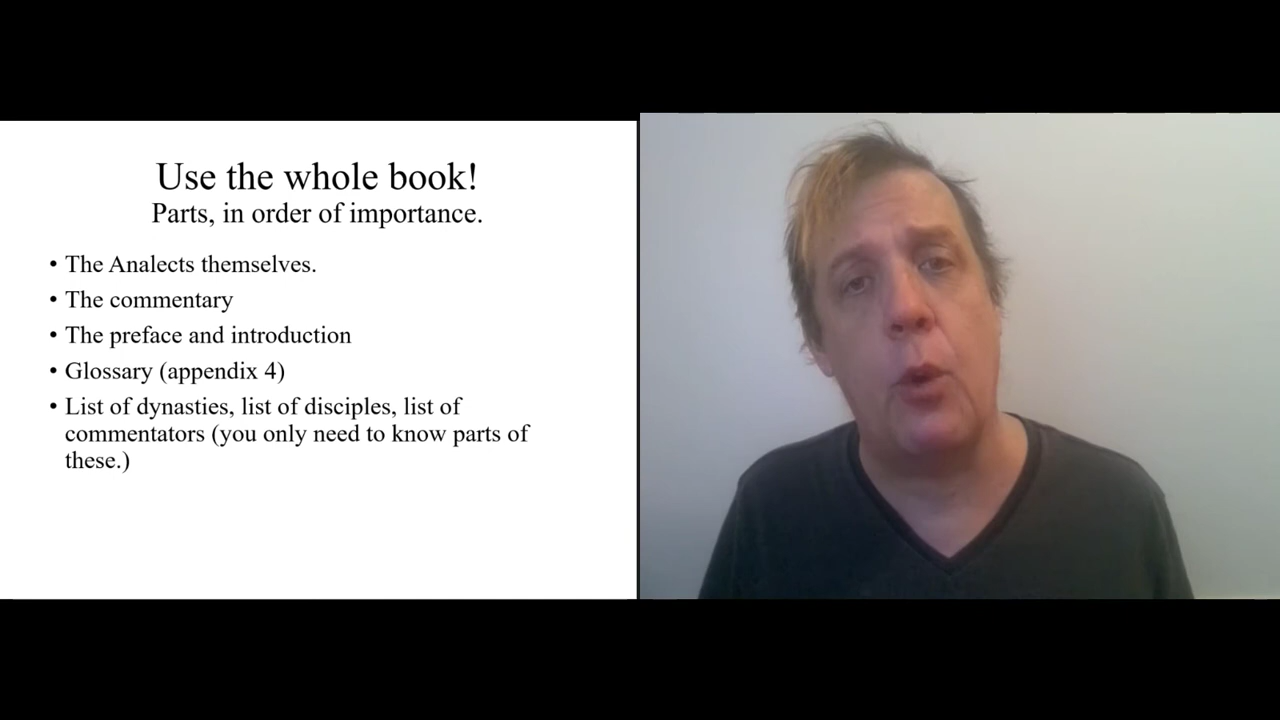 Use the whole book!
Parts, in order of importance.
• The Analects themselves.
• The commentary
• The preface and introduction
• Glossary (appendix 4)
• List of dynasties, list of disciples, list of
commentators (you only need to know parts of
these.)